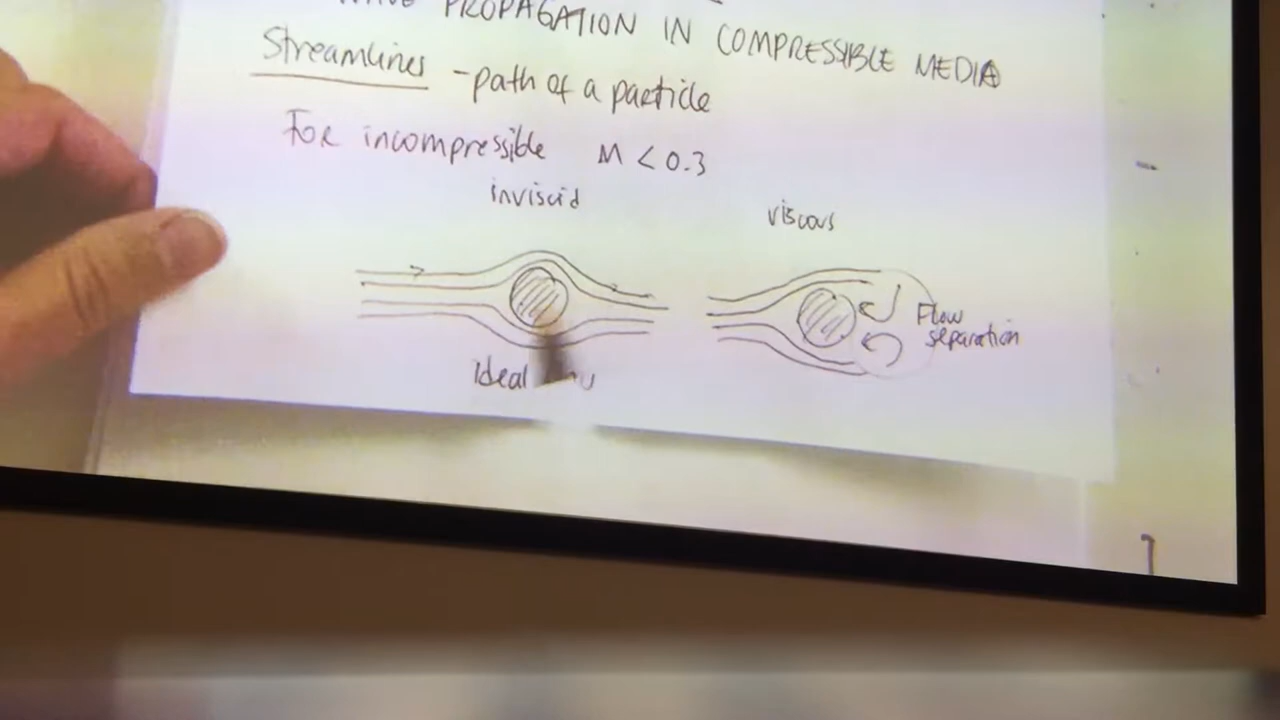 PROPAGATION IN COMPRESSIBLE MEDIA
Streamlines - path of a particle
For incompressible M < 0.3
inviscid
viscous
Flow
separation
ideal